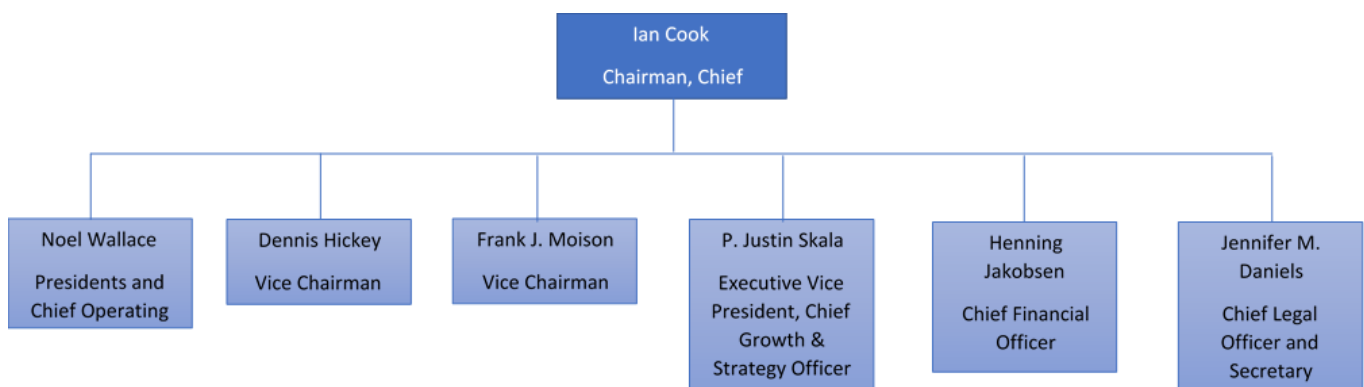 Ian Cook
Chairman, Chief
Noel Wallace
Presidents and
Chief Operating
Dennis Hickey
Vice Chairman
Frank J. Moison
Vice Chairman
P. Justin Skala
Executive Vice
President, Chief
Growth &
Strategy Officer
Henning
Jakobsen
Chief Financial
Officer
Jennifer M.
Daniels
Chief Legal
Officer and
Secretary